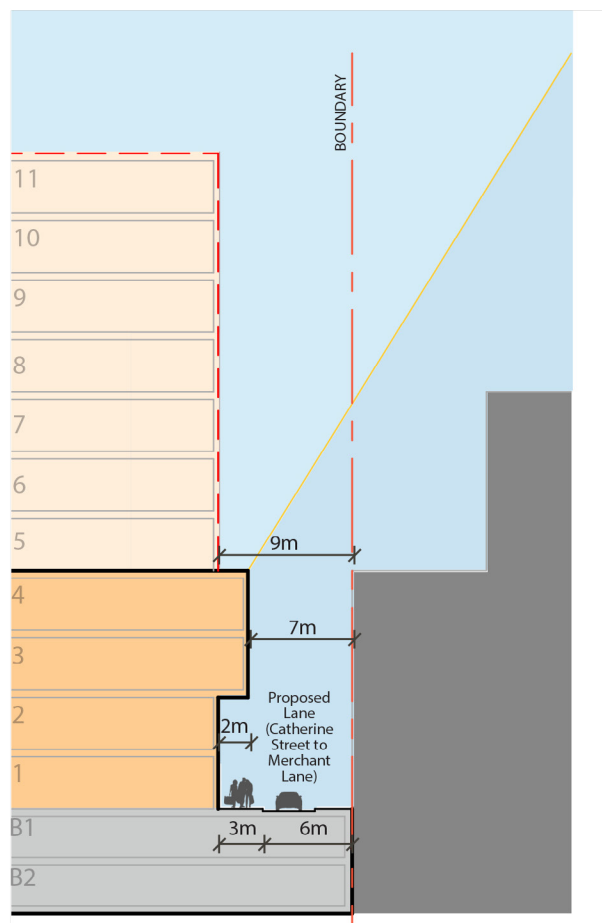 BOUNDARY
11
10
9
8
7
6
5
9m
4
7m
3
2
2m
Proposed
Lane
(Catherine
Street to
Merchant
Lane)
1
B1
3m
6m
B2